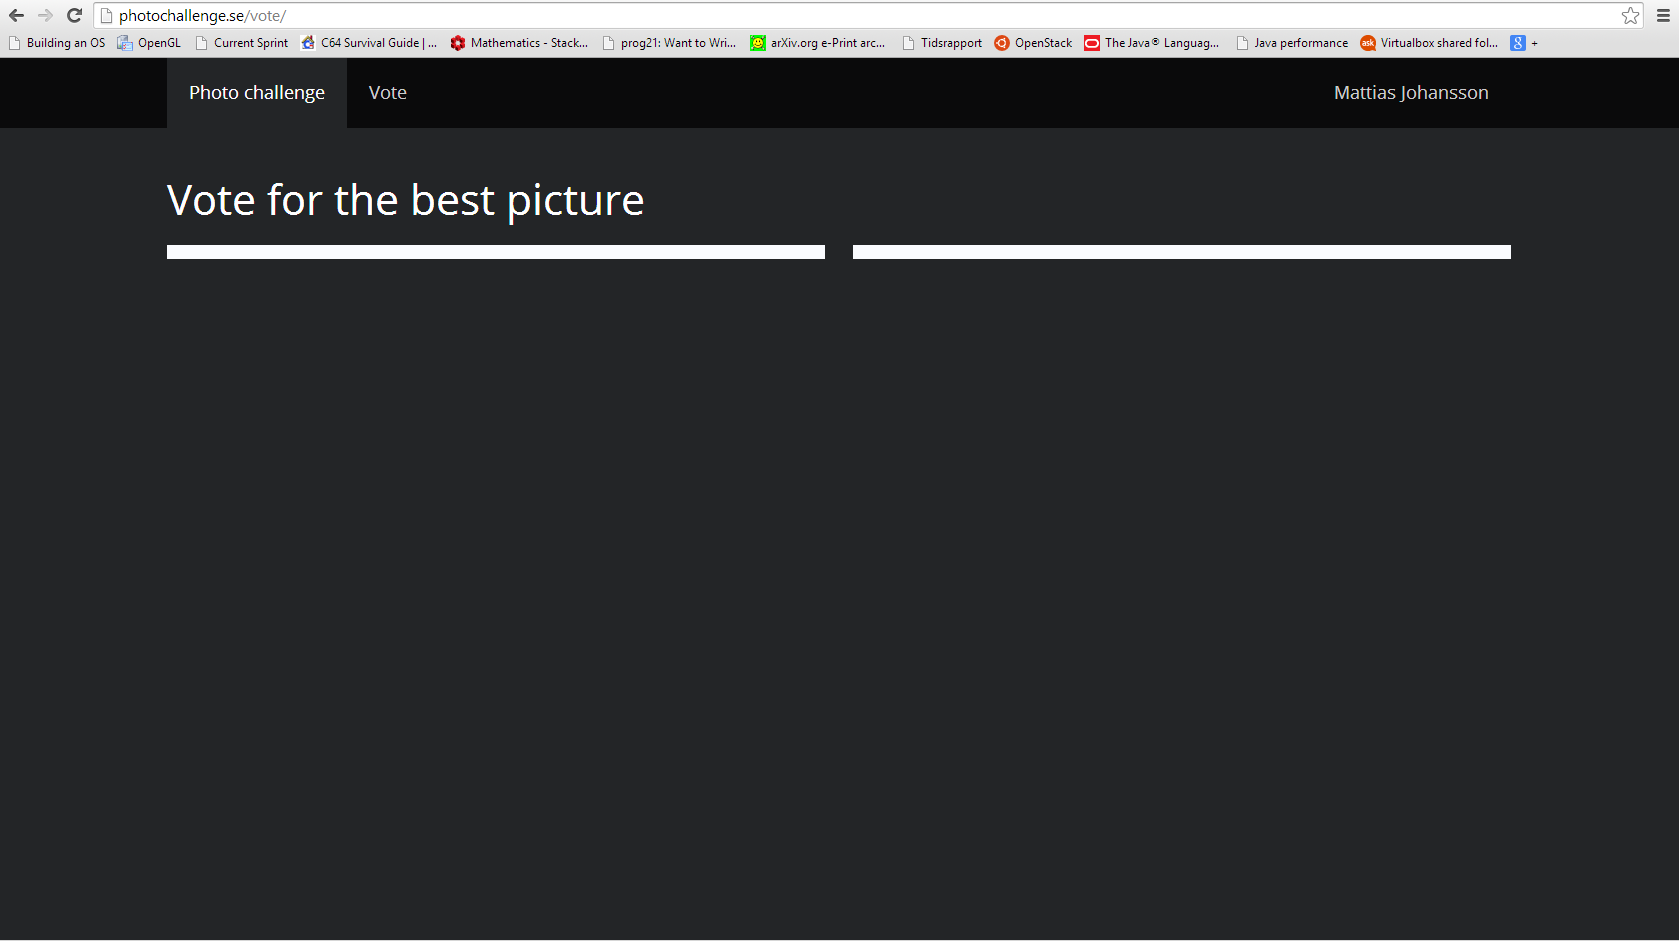 photochallenge.se/vote/
Building an OS OpenGL Current Sprint C64 Survival Guide | ... Mathematics - Stack... prog21: Want to Wri... arXiv.org e-Print arc... Tidsrapport OpenStack The Java® Languag... Java performance ask Virtualbox shared fol... g +
Photo challenge Vote Mattias Johansson
Vote for the best picture